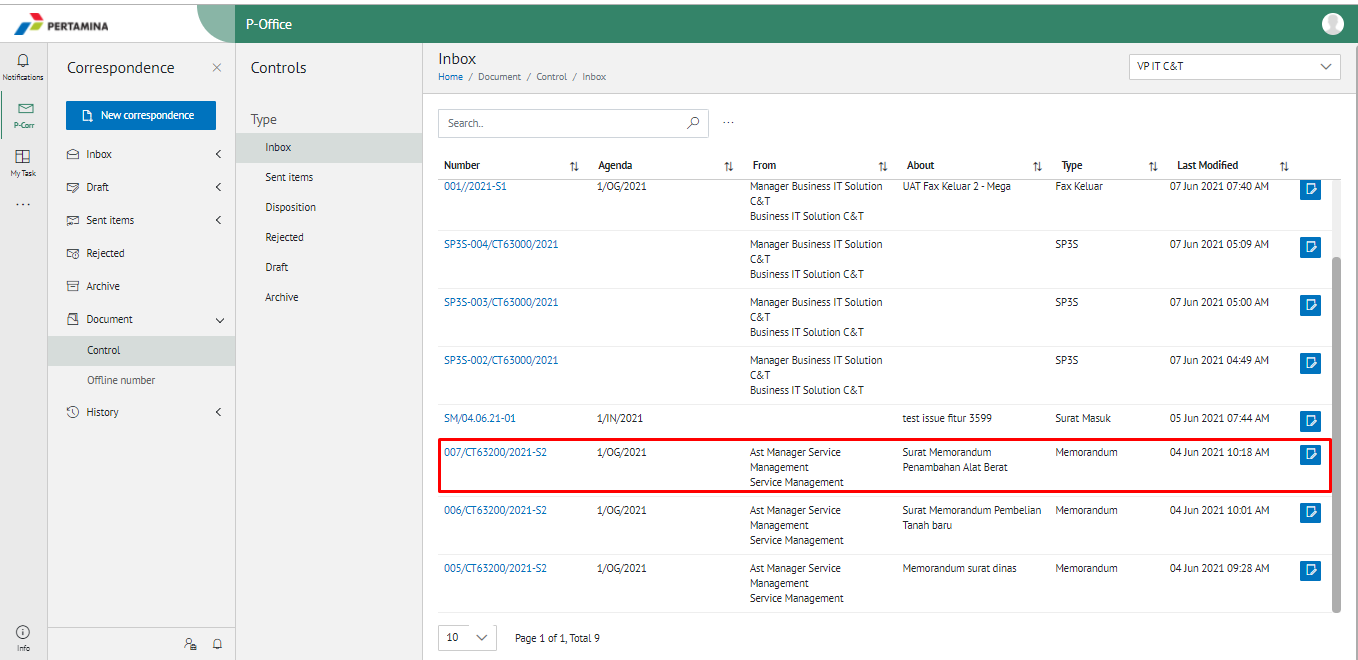 PERTAMINA
P-Office
Notifications
P-Corr
My Task
...
Info
Correspondence
New correspondence
Inbox
Draft
Sent items
Rejected
Archive
Document
Control
Offline number
History
Controls
Type
Inbox
Sent items
Disposition
Rejected
Draft
Archive
Inbox
Home / Document / Control / Inbox
VP IT C&T
Search..
...
Number Agenda From About Type Last Modified
001//2021-S1 1/OG/2021 Manager Business IT Solution UAT Fax Keluar 2 - Mega Fax Keluar 07 Jun 2021 07:40 AM
C&T
Business IT Solution C&T
SP3S-004/CT63000/2021 Manager Business IT Solution SP3S 07 Jun 2021 05:09 AM
C&T
Business IT Solution C&T
SP3S-003/CT63000/2021 Manager Business IT Solution SP3S 07 Jun 2021 05:00 AM
C&T
Business IT Solution C&T
SP3S-002/CT63000/2021 Manager Business IT Solution SP3S 07 Jun 2021 04:49 AM
C&T
Business IT Solution C&T
SM/04.06.21-01 1/IN/2021 test issue fitur 3599 Surat Masuk 05 Jun 2021 07:44 AM
007/CT63200/2021-S2 1/OG/2021 Ast Manager Service Surat Memorandum Memorandum 04 Jun 2021 10:18 AM
Management Penambahan Alat Berat
Service Management
006/CT63200/2021-S2 1/OG/2021 Ast Manager Service Surat Memorandum Pembelian Memorandum 04 Jun 2021 10:01 AM
Management Tanah baru
Service Management
005/CT63200/2021-S2 1/OG/2021 Ast Manager Service Memorandum surat dinas Memorandum 04 Jun 2021 09:28 AM
Management
Service Management
10 Page 1 of 1, Total 9